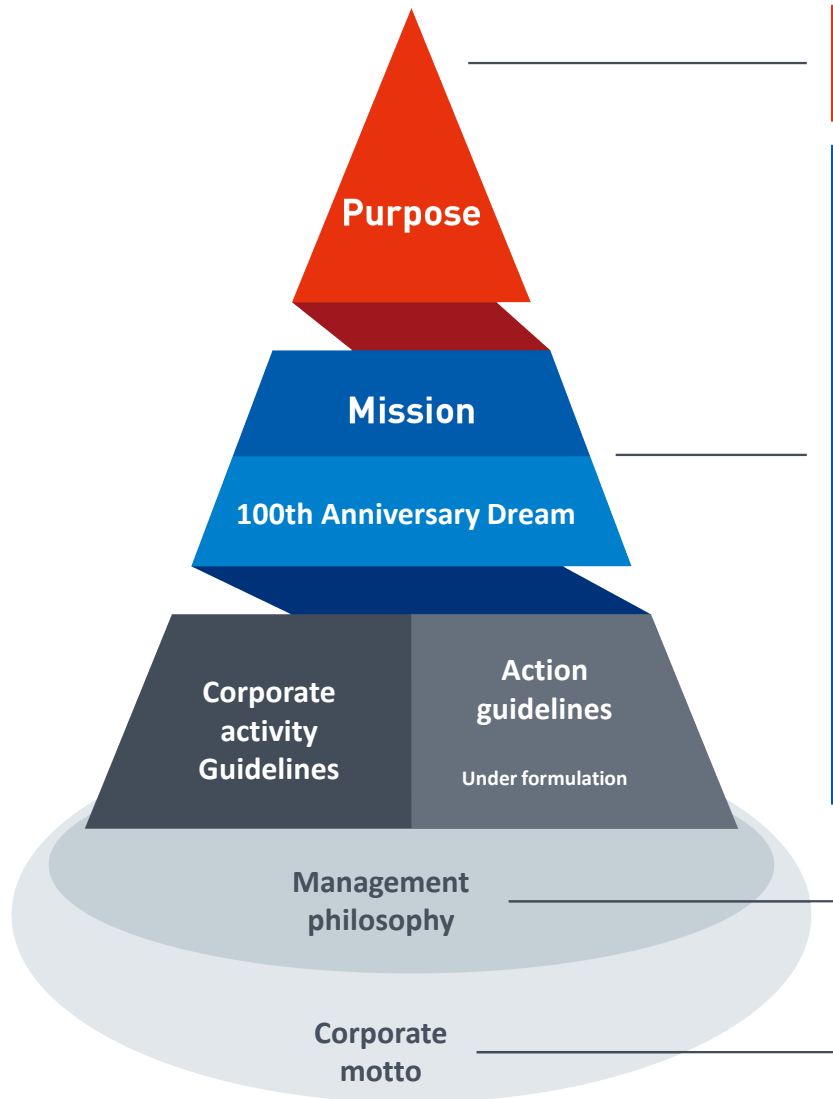 Purpose
Mission
100th Anniversary Dream
Corporate
activity
Guidelines
Action
guidelines
Under formulation
Management
philosophy
Corporate
motto